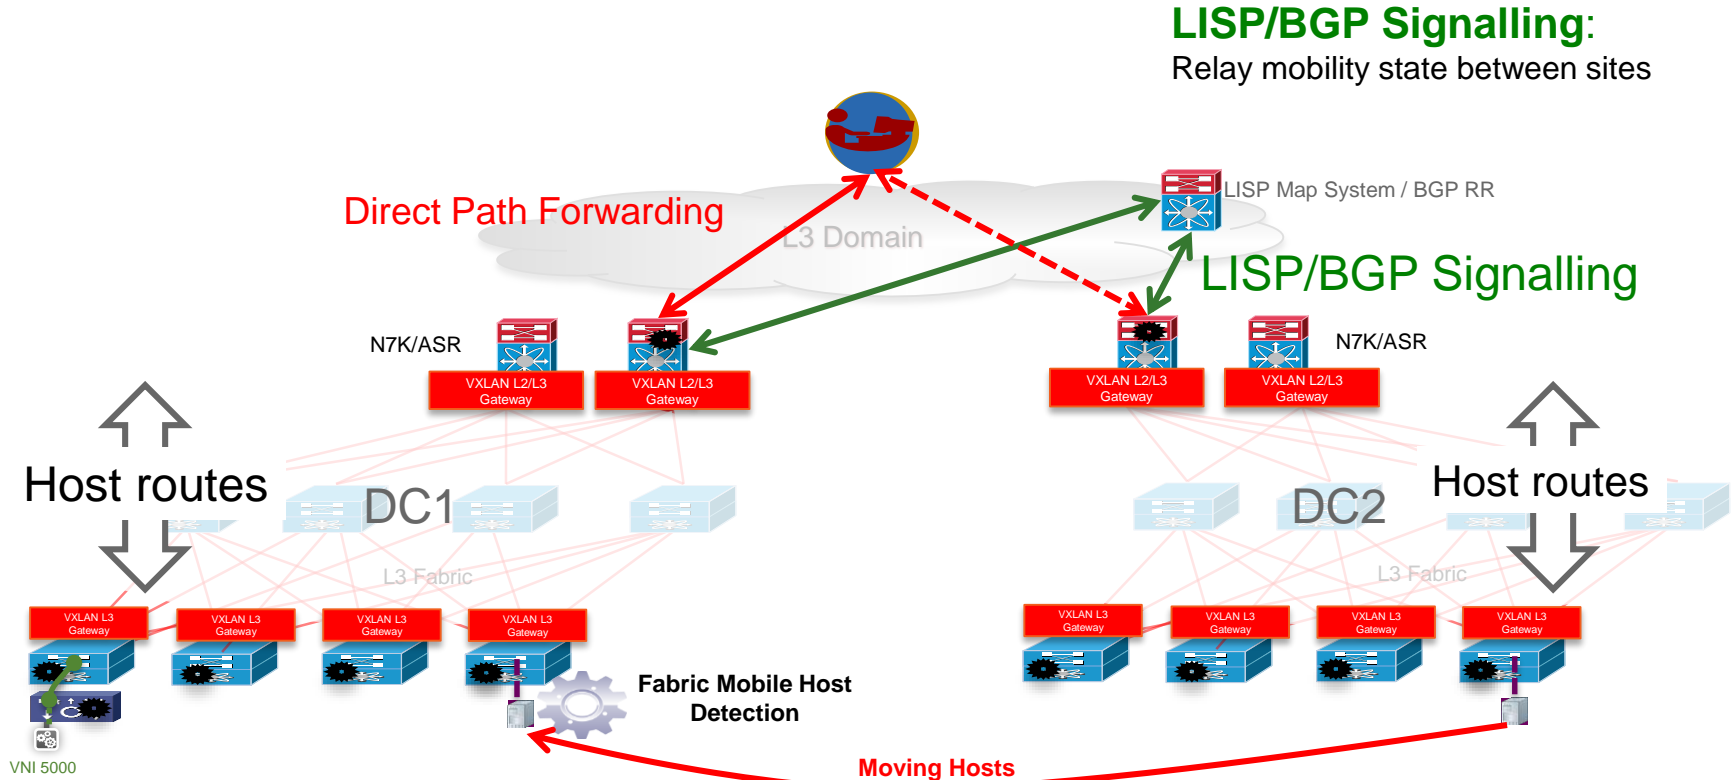 LISP/BGP Signalling:
Relay mobility state between sites
LISP Map System / BGP RR
Direct Path Forwarding
L3 Domain
LISP/BGP Signalling
N7K/ASR
N7K/ASR
VXLAN L2/L3
Gateway
VXLAN L2/L3
Gateway
VXLAN L2/L3
Gateway
VXLAN L2/L3
Gateway
Host routes
DC1
DC2
Host routes
L3 Fabric
L3 Fabric
VXLAN L3
Gateway
VXLAN L3
Gateway
VXLAN L3
Gateway
VXLAN L3
Gateway
VXLAN L3
Gateway
VXLAN L3
Gateway
VXLAN L3
Gateway
VXLAN L3
Gateway
Fabric Mobile Host
Detection
VNI 5000
Moving Hosts